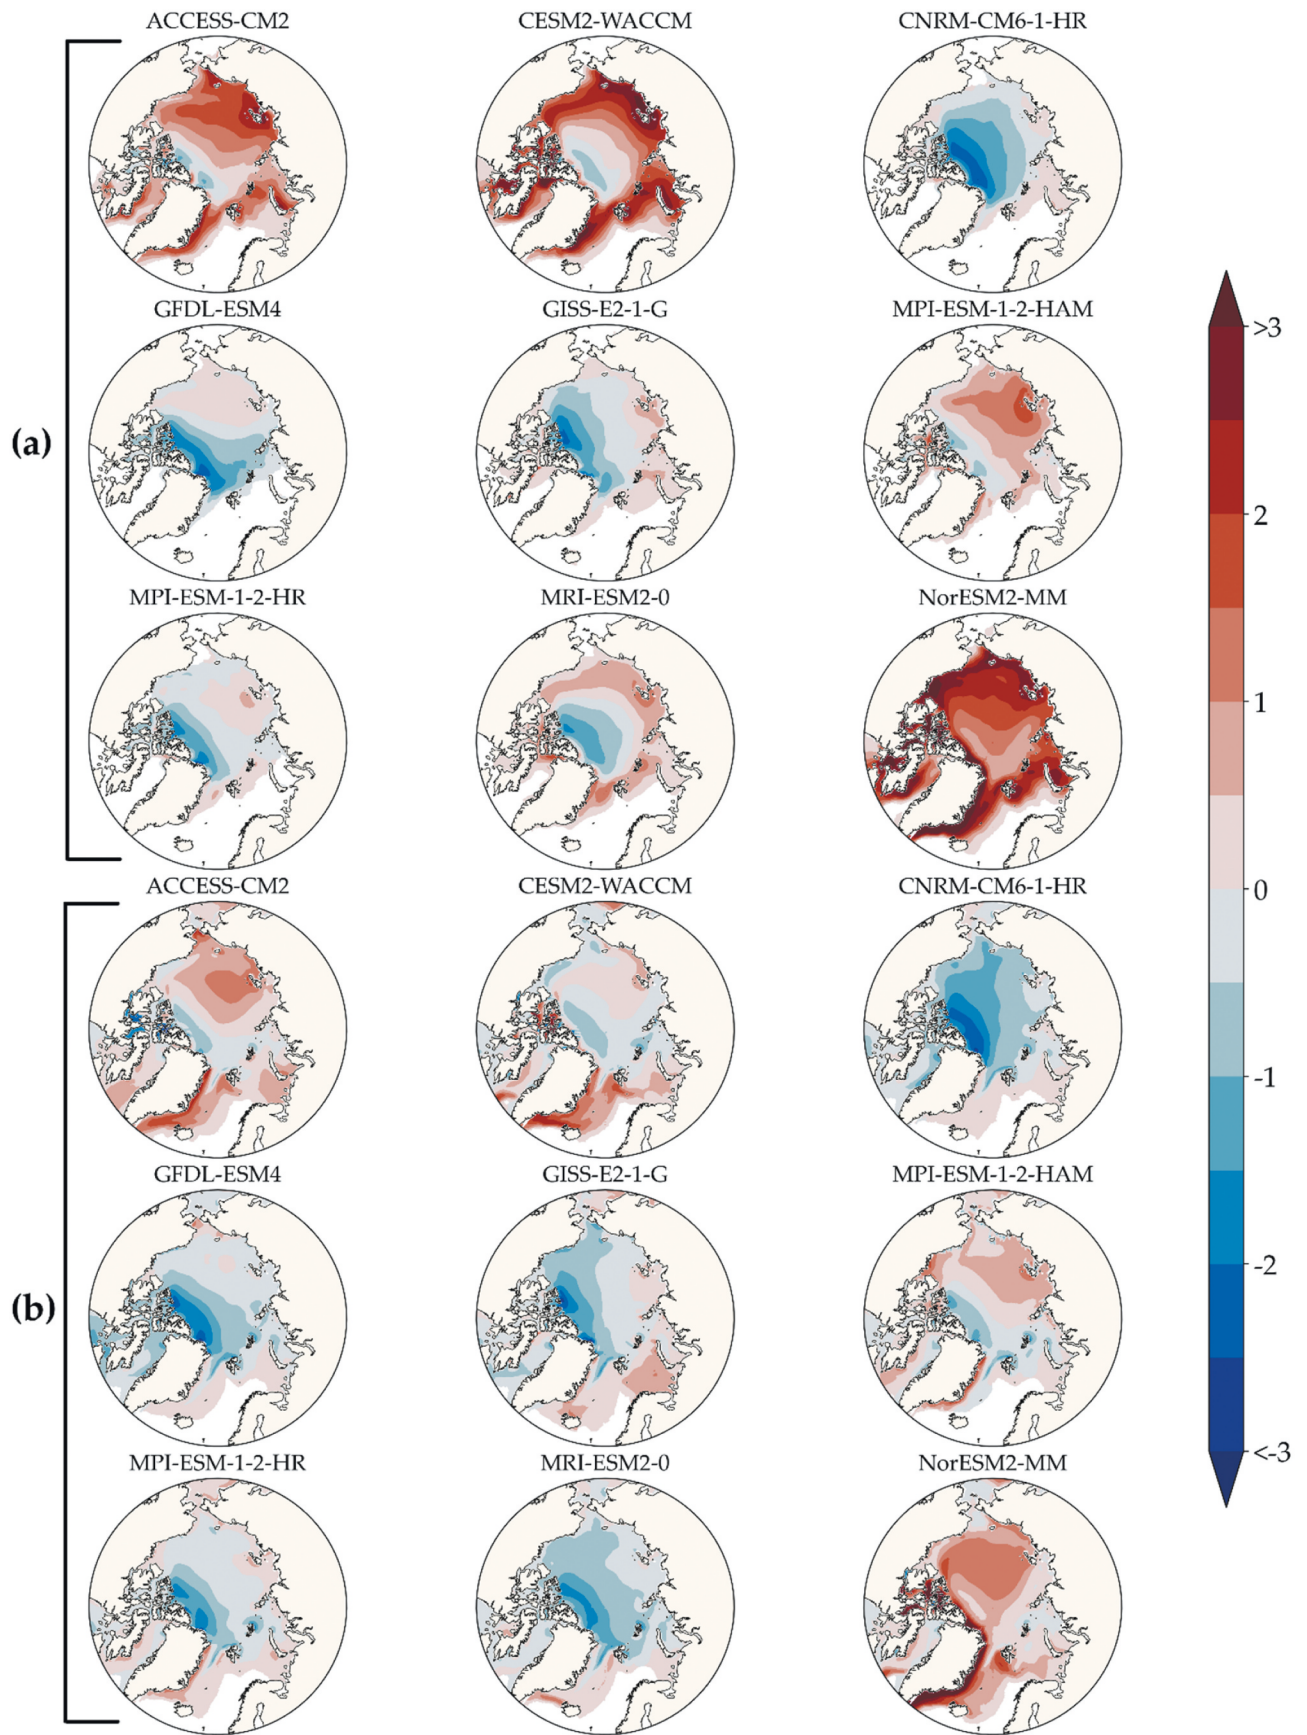 ACCESS-CM2 CESM2-WACCM CNRM-CM6-1-HR
GFDL-ESM4 GISS-E2-1-G MPI-ESM-1-2-HAM
(a)
MPI-ESM-1-2-HR MRI-ESM2-0 NorESM2-MM
ACCESS-CM2 CESM2-WACCM CNRM-CM6-1-HR
GFDL-ESM4 GISS-E2-1-G MPI-ESM-1-2-HAM
(b)
MPI-ESM-1-2-HR MRI-ESM2-0 NorESM2-MM
>3
2
1
0
-1
-2
<-3